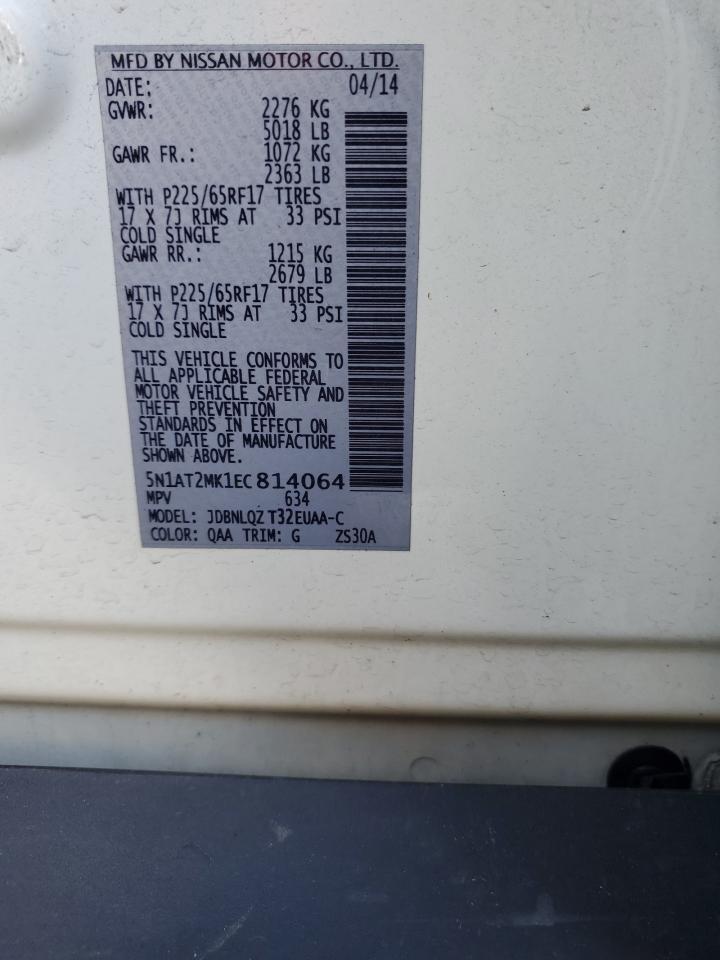 MFD BY NISSAN MOTOR CO., LTD.
DATE: 04/14
GVWR: 2276 KG
5018 LB
GAWR FR.: 1072 KG
2363 LB
WITH P225/65RF17 TIRES
17 X 7J RIMS AT 33 PSI
COLD SINGLE
GAWR RR.: 1215 KG
2679 LB
WITH P225/65RF17 TIRES
17 X 7J RIMS AT 33 PSI
COLD SINGLE
THIS VEHICLE CONFORMS TO
ALL APPLICABLE FEDERAL
MOTOR VEHICLE SAFETY AND
THEFT PREVENTION
STANDARDS IN EFFECT ON
THE DATE OF MANUFACTURE
SHOWN ABOVE.
5N1AT2MK1EC814064
MPV 634
MODEL: JDBNLQZ T32EUAA-C
COLOR: QAA TRIM: G ZS30A